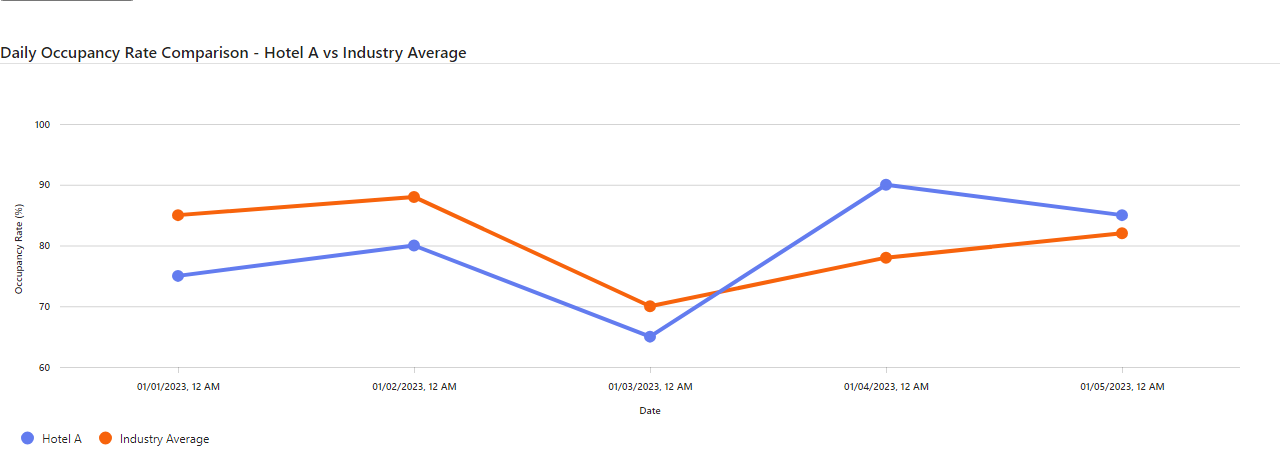 Daily Occupancy Rate Comparison - Hotel A vs Industry Average
100
90
80
70
60
Occupancy Rate (%)
01/01/2023, 12 AM
01/02/2023, 12 AM
01/03/2023, 12 AM
01/04/2023, 12 AM
01/05/2023, 12 AM
Date
Hotel A
Industry Average